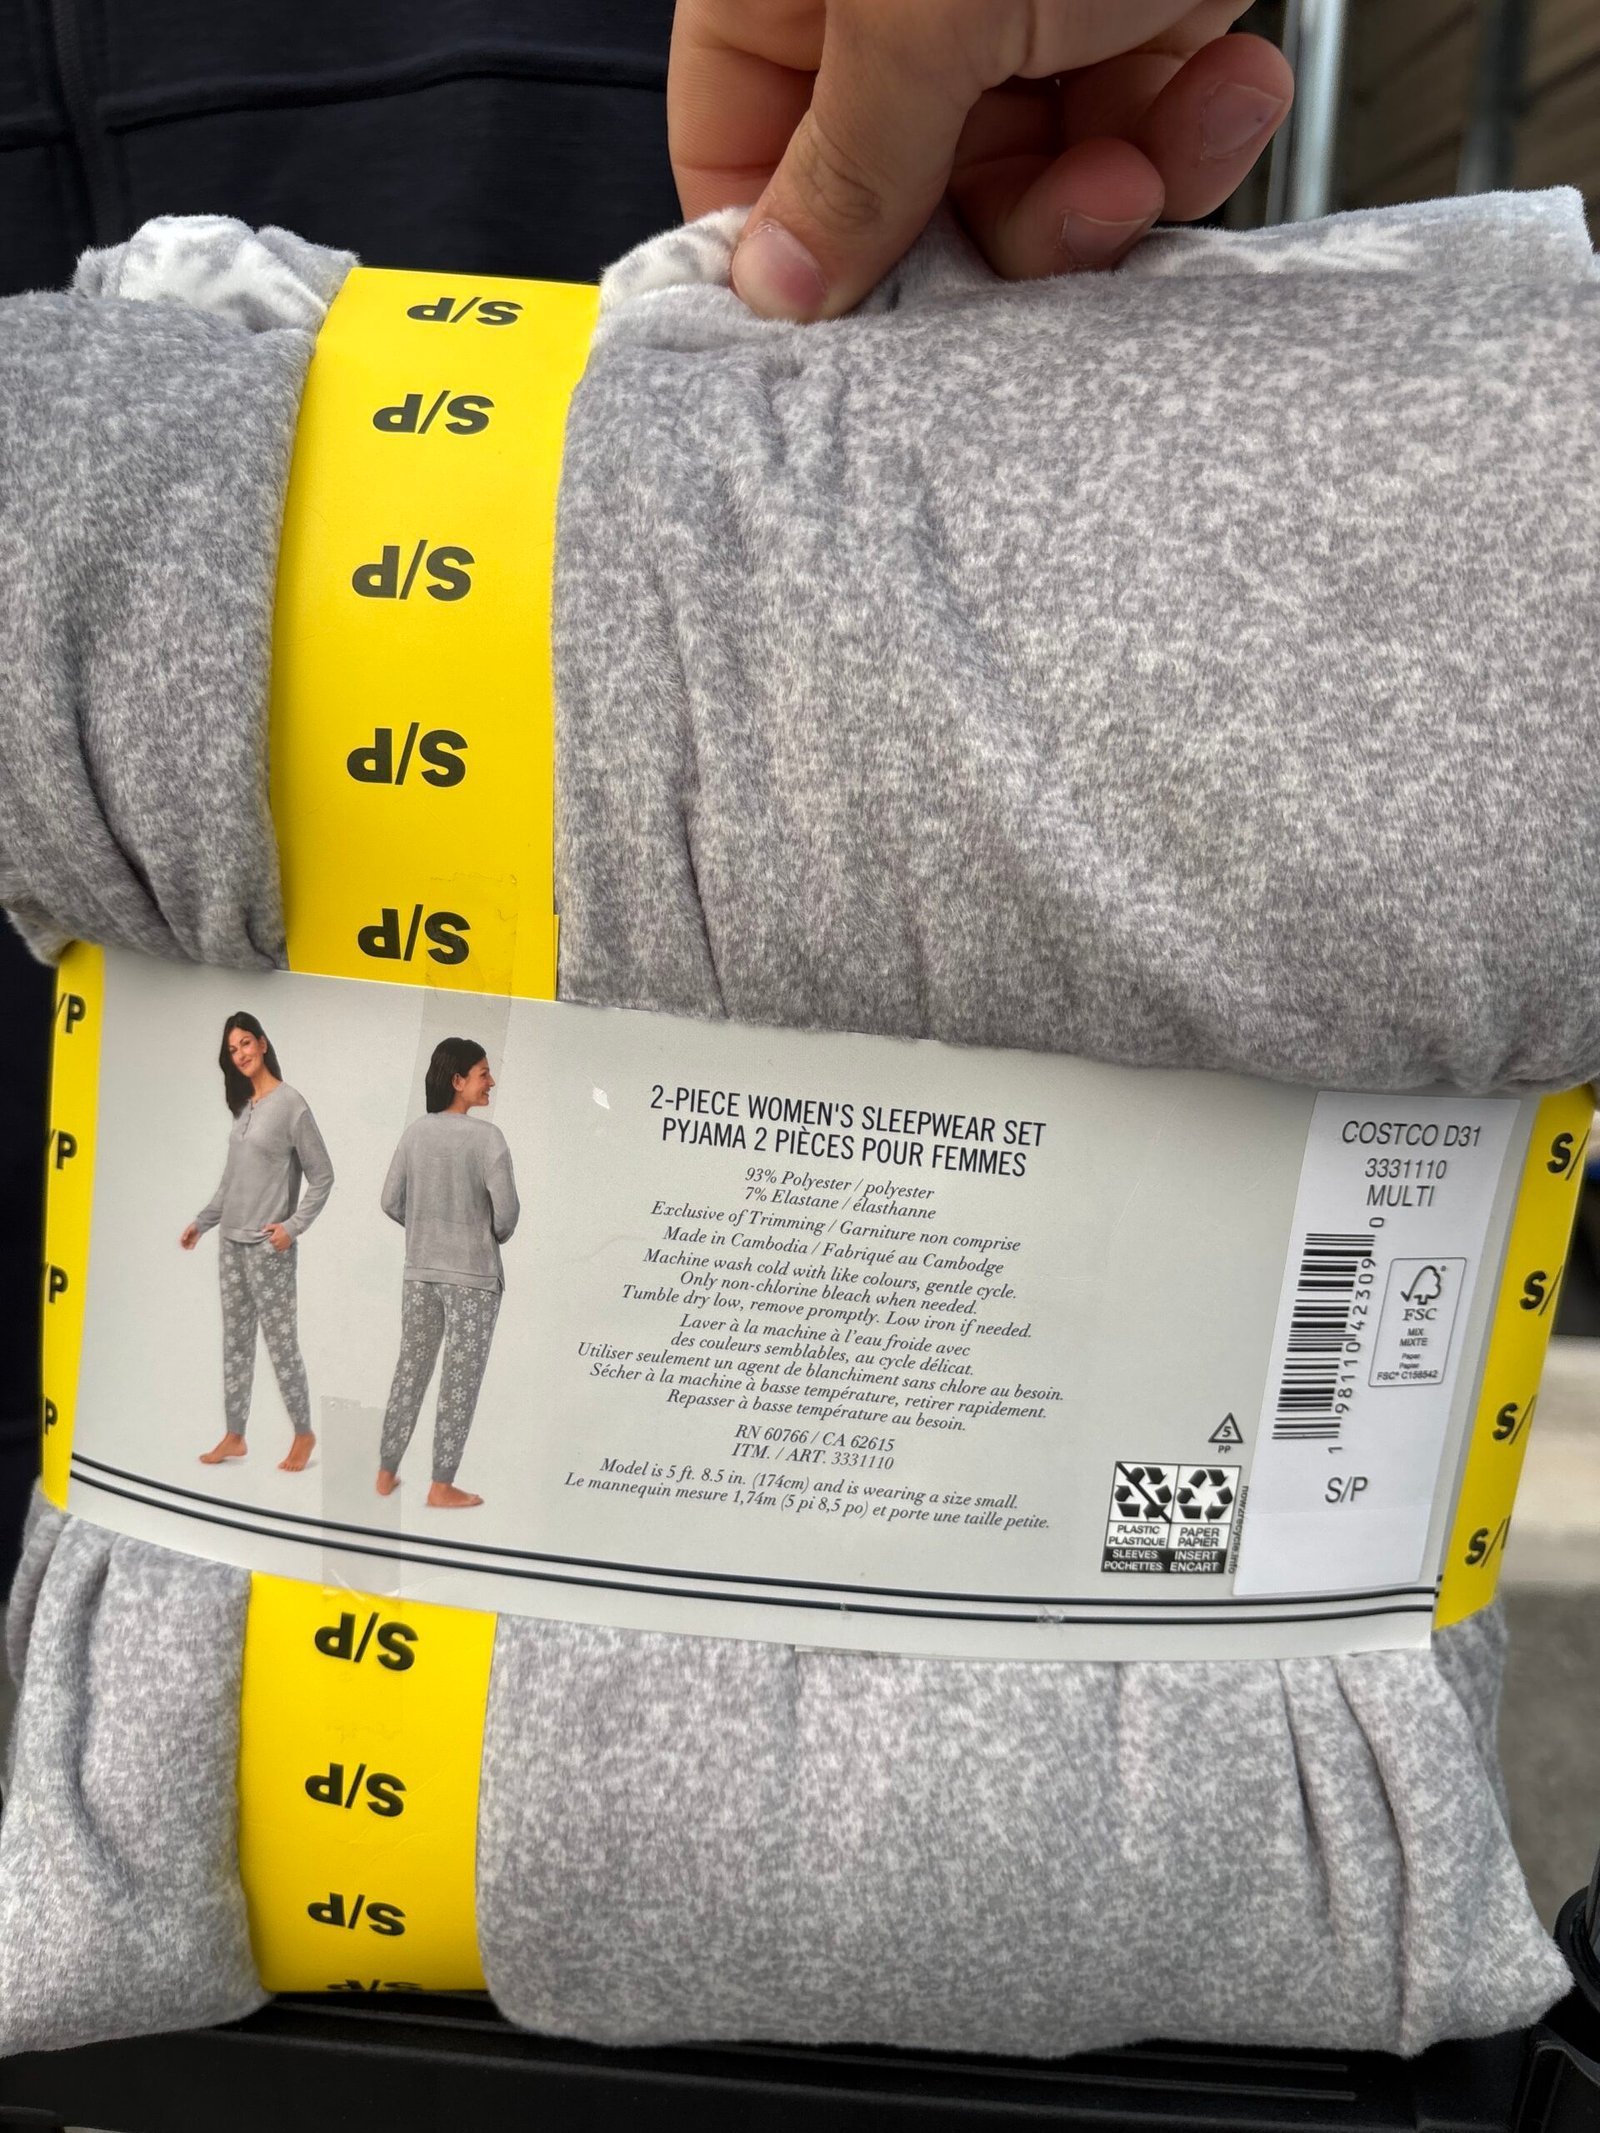 S/P
S/P
S/P
S/P
S/P
/P
/P
/P
P
2-PIECE WOMEN'S SLEEPWEAR SET
PYJAMA 2 PIÈCES POUR FEMMES
93% Polyester / polyester
7% Elastane / élasthanne
Exclusive of Trimming / Garniture non comprise
Made in Cambodia / Fabriqué au Cambodge
Machine wash cold with like colours, gentle cycle.
Only non-chlorine bleach when needed.
Tumble dry low, remove promptly. Low iron if needed.
Laver à la machine à l'eau froide avec
des couleurs semblables, au cycle délicat.
Utiliser seulement un agent de blanchiment sans chlore au besoin.
Sécher à la machine à basse température, retirer rapidement.
Repasser à basse température au besoin.
RN 60766 / CA 62615
ITM. / ART. 3331110
Model is 5 ft. 8.5 in. (174cm) and is wearing a size small.
Le mannequin mesure 1,74m (5 pi 8,5 po) et porte une taille petite.
5
PP
PLASTIC
PLASTIQUE
SLEEVES
POCHETTES
PAPER
PAPIER
INSERT
ENCART
how2recycle.info
COSTCO D31
3331110
MULTI
1 98110 42309 0
FSC
MIX
MIXTE
Paper
Papier
FSC® C158542
S/P
S/
S/
S/
S/
S/P
S/P
S/P
S/P